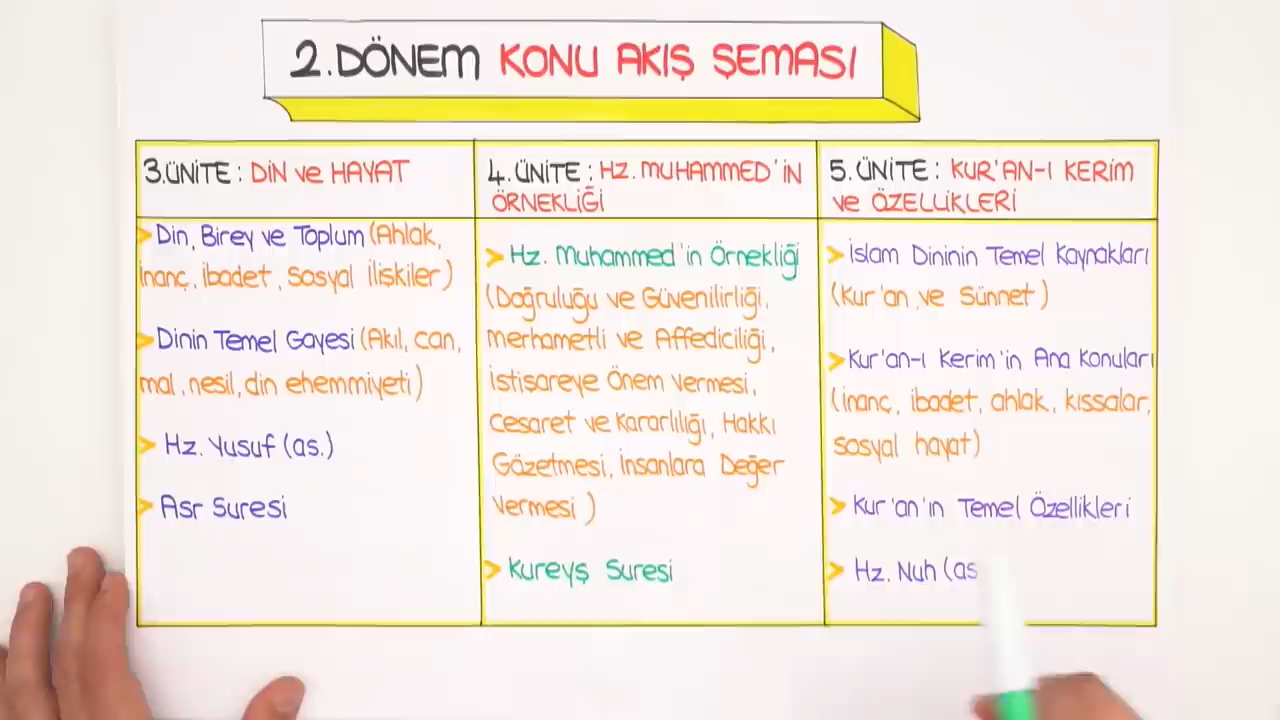 2.DÖNEM KONU AKIŞ ŞEMASI
3.ÜNİTE: DİN ve HAYAT
Din, Birey ve Toplum (Ahlak,
inanç, ibadet, Sosyal İlişkiler)
Dinin Temel Gayesi (Akıl, can,
mal, nesil, din ehemmiyeti)
Hz. Yusuf (as.)
Asr Suresi
4.ÜNİTE: HZ. MUHAMMED'İN
ÖRNEKLİĞİ
Hz. Muhammed'in Örnekliği
(Doğruluğu ve Güvenilirliği,
merhametli ve Affediciliği,
İstişareye Önem Vermesi,
Cesaret ve Kararlılığı, Hakkı
Gözetmesi, İnsanlara Değer
Vermesi)
Kureyş Suresi
5.ÜNİTE: KUR'AN-I KERİM
ve ÖZELLİKLERİ
İslam Dininin Temel Kaynakları
(Kur'an ve Sünnet)
Kur'an-ı Kerim'in Ana Konuları
(inanç, ibadet, ahlak, kıssalar,
sosyal hayat)
Kur'an'ın Temel Özellikleri
Hz. Nuh (as